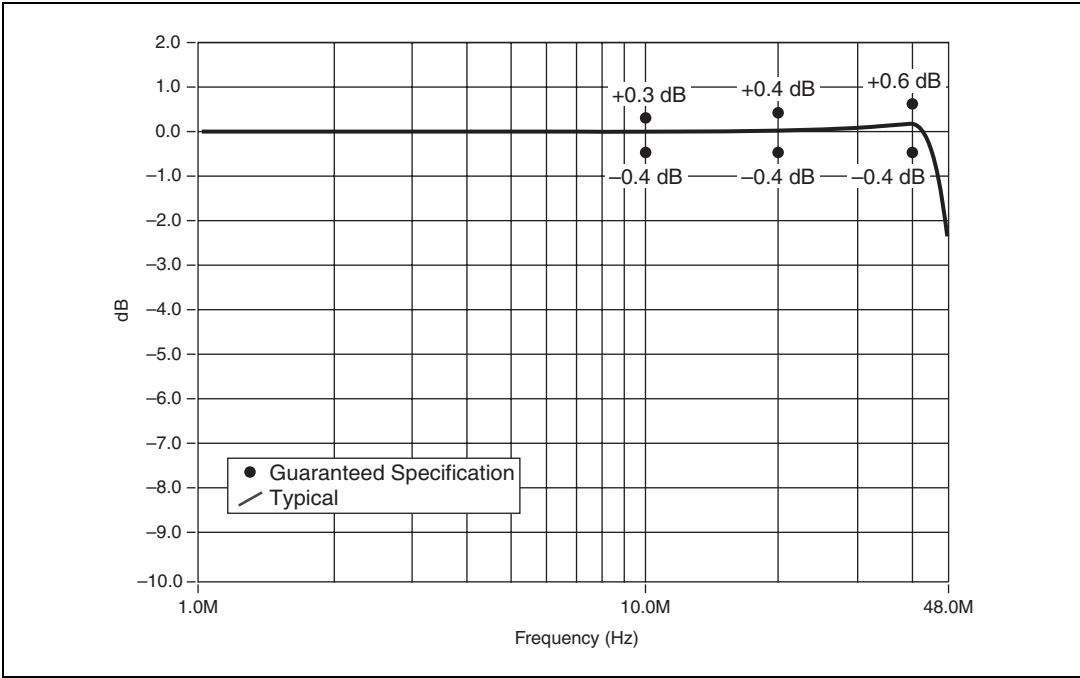 2.0
1.0
0.0
–1.0
–2.0
–3.0
–4.0
–5.0
–6.0
–7.0
–8.0
–9.0
–10.0
dB
+0.3 dB
+0.4 dB
+0.6 dB
–0.4 dB
–0.4 dB
–0.4 dB
Guaranteed Specification
Typical
1.0M
10.0M
48.0M
Frequency (Hz)